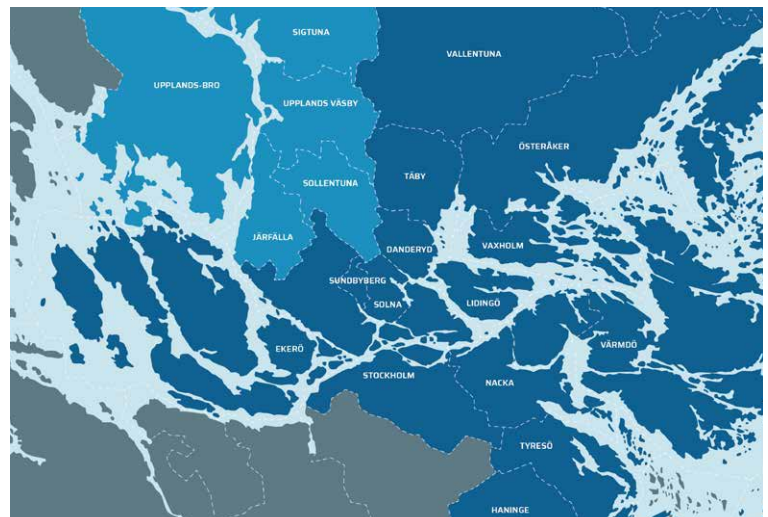 SIGTUNA
VALLENTUNA
UPPLANDS-BRO
UPPLANDS VÄSBY
ÖSTERÅKER
TÄBY
SOLLENTUNA
JÄRFÄLLA
DANDERYD
VAXHOLM
SUNDBYBERG
SOLNA
LIDINGÖ
EKERÖ
VÄRMDÖ
STOCKHOLM
NACKA
TYRESÖ
HANINGE